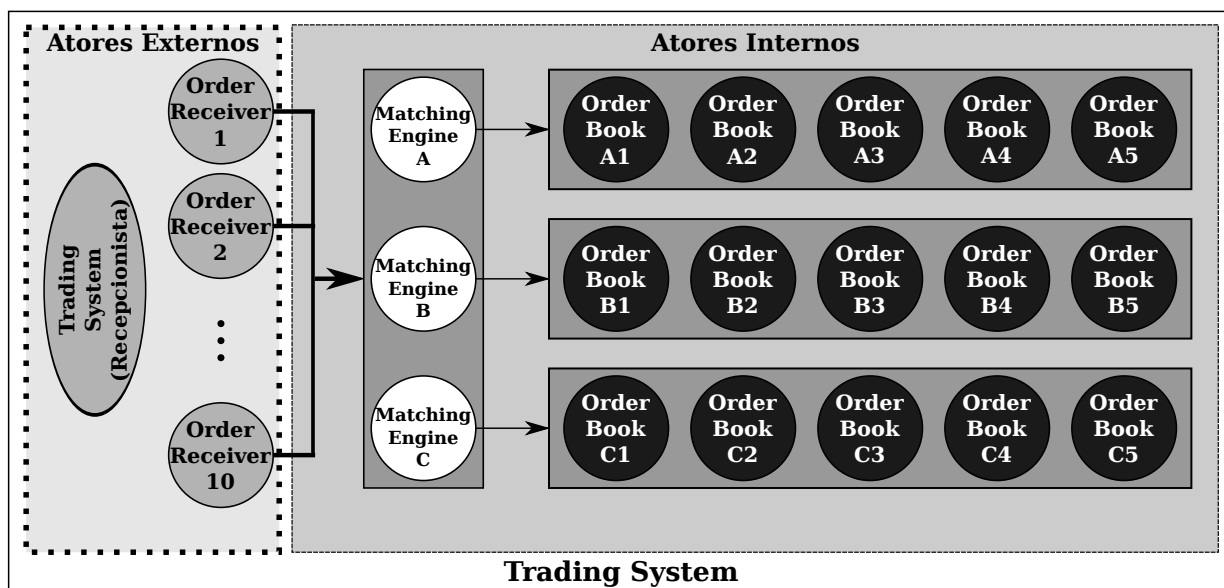 Atores Externos
Atores Internos
Trading
System
(Recepcionista)
Order
Receiver
1
Order
Receiver
2
Order
Receiver
10
Matching
Engine
A
Order
Book
A1
Order
Book
A2
Order
Book
A3
Order
Book
A4
Order
Book
A5
Matching
Engine
B
Order
Book
B1
Order
Book
B2
Order
Book
B3
Order
Book
B4
Order
Book
B5
Matching
Engine
C
Order
Book
C1
Order
Book
C2
Order
Book
C3
Order
Book
C4
Order
Book
C5
Trading System